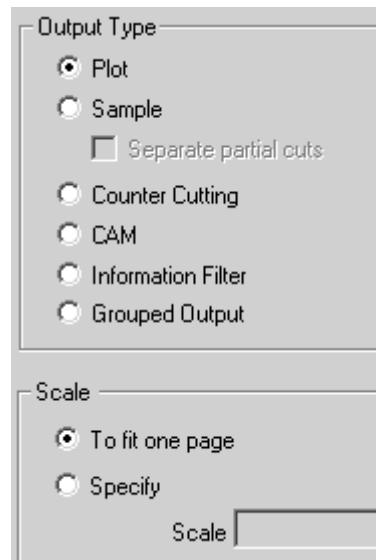 Output Type
Plot
Sample
Separate partial cuts
Counter Cutting
CAM
Information Filter
Grouped Output
Scale
To fit one page
Specify
Scale